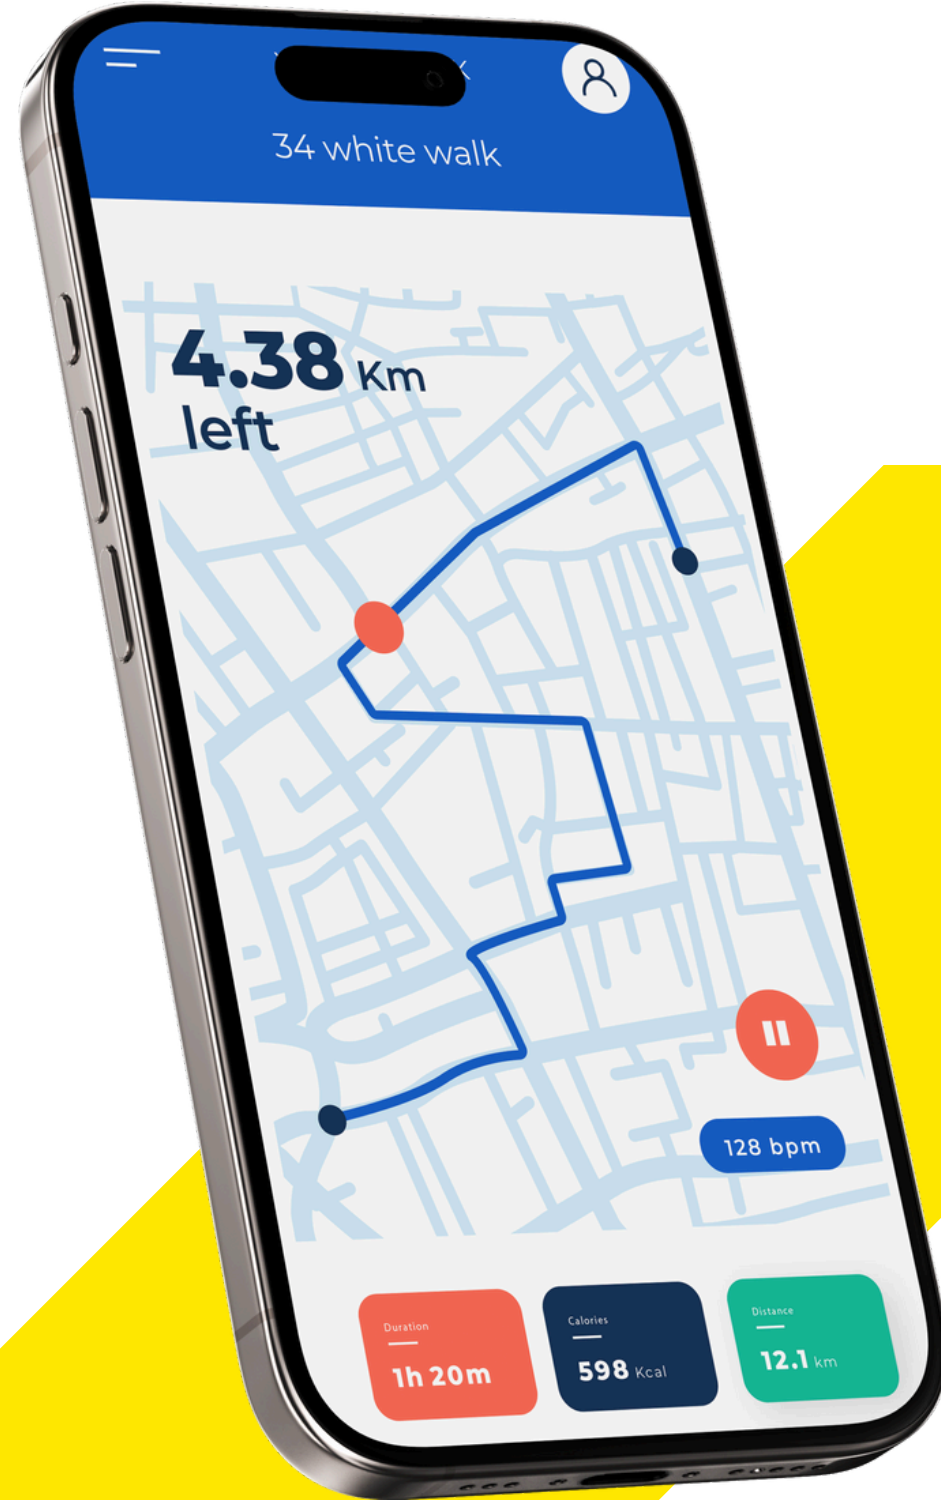 34 white walk
4.38 Km
left
128 bpm
Duration
1h 20m
Calories
598 Kcal
Distance
12.1 km